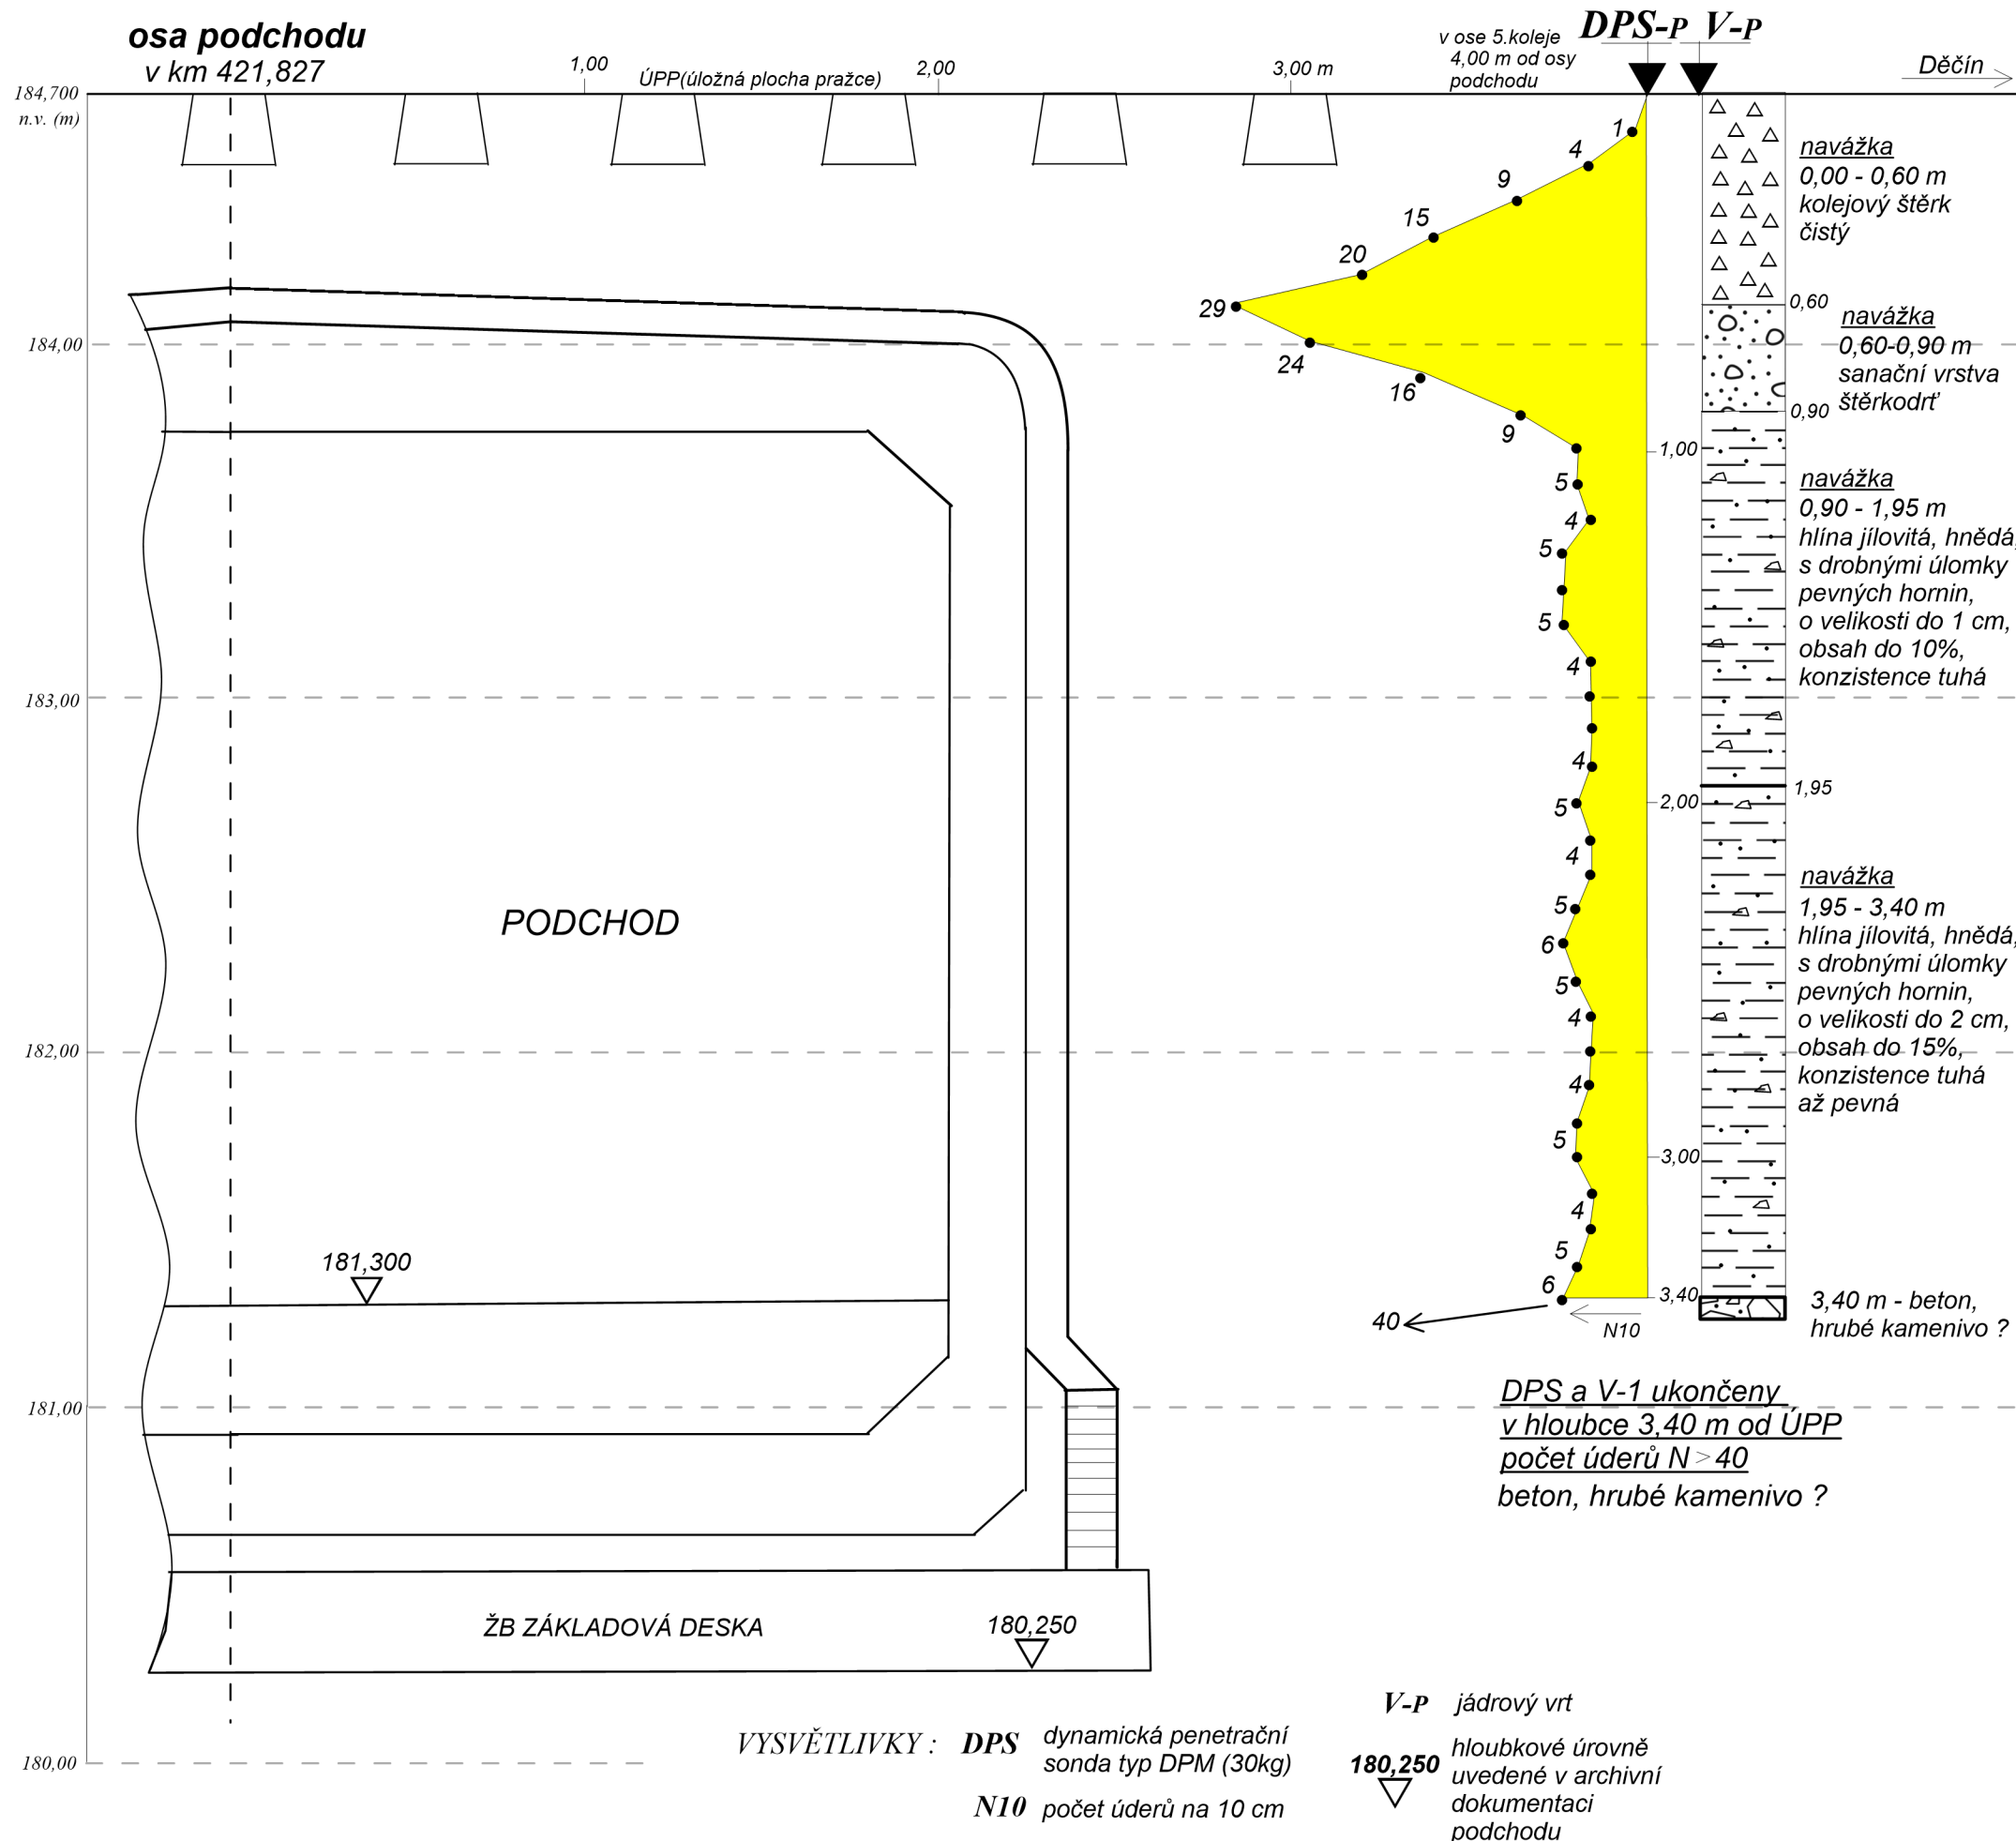 osa podchodu
v km 421,827
1,00
ÚPP(úložná plocha pražce)
2,00
3,00 m
v ose 5.koleje
4,00 m od osy
podchodu
DPS-P V-P
Děčín
184,700
n.v. (m)
184,00
183,00
182,00
181,00
180,00
1
4
9
15
20
29
24
16
9
5
4
5
5
4
4
5
4
5
6
5
4
4
5
4
5
6
40
N10
0,60
0,90
1,00
1,95
2,00
3,00
3,40
navážka
0,00 - 0,60 m
kolejový štěrk
čistý
navážka
0,60-0,90 m
sanační vrstva
štěrkodrť
navážka
0,90 - 1,95 m
hlína jílovitá, hnědá,
s drobnými úlomky
pevných hornin,
o velikosti do 1 cm,
obsah do 10%,
konzistence tuhá
navážka
1,95 - 3,40 m
hlína jílovitá, hnědá,
s drobnými úlomky
pevných hornin,
o velikosti do 2 cm,
obsah do 15%,
konzistence tuhá
až pevná
3,40 m - beton,
hrubé kamenivo ?
PODCHOD
181,300
ŽB ZÁKLADOVÁ DESKA
180,250
DPS a V-1 ukončeny
v hloubce 3,40 m od ÚPP
počet úderů N > 40
beton, hrubé kamenivo ?
VYSVĚTLIVKY : DPS dynamická penetrační
sonda typ DPM (30kg)
N10 počet úderů na 10 cm
V-P jádrový vrt
180,250 hloubkové úrovně
uvedené v archivní
dokumentaci
podchodu